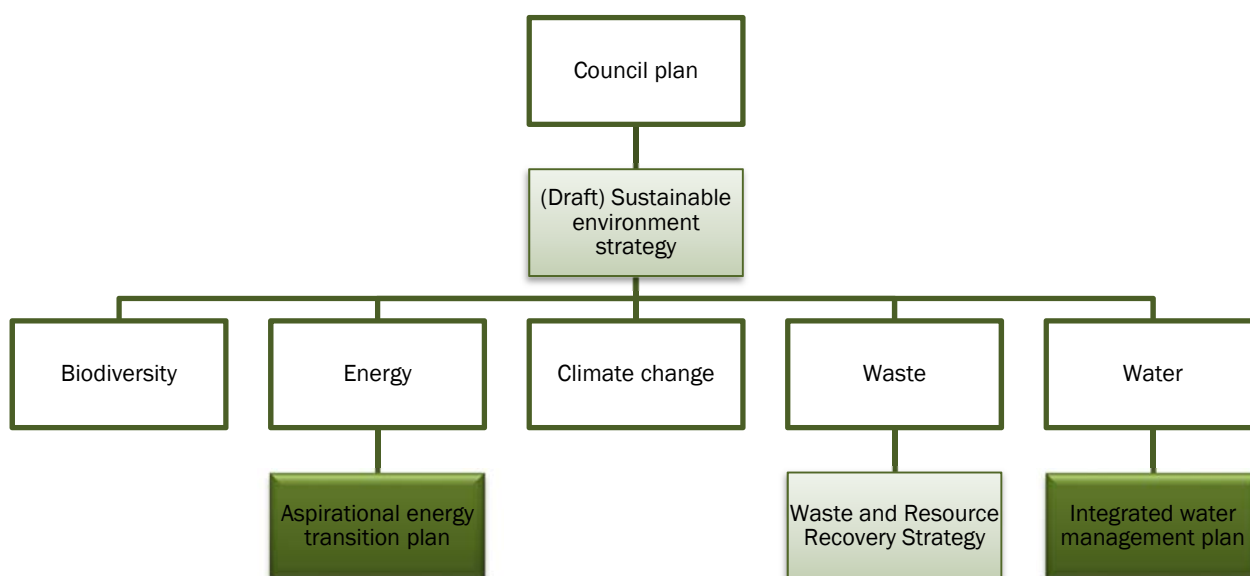 Council plan
(Draft) Sustainable
environment
strategy
Biodiversity
Energy
Climate change
Waste
Water
Aspirational energy
transition plan
Waste and Resource
Recovery Strategy
Integrated water
management plan